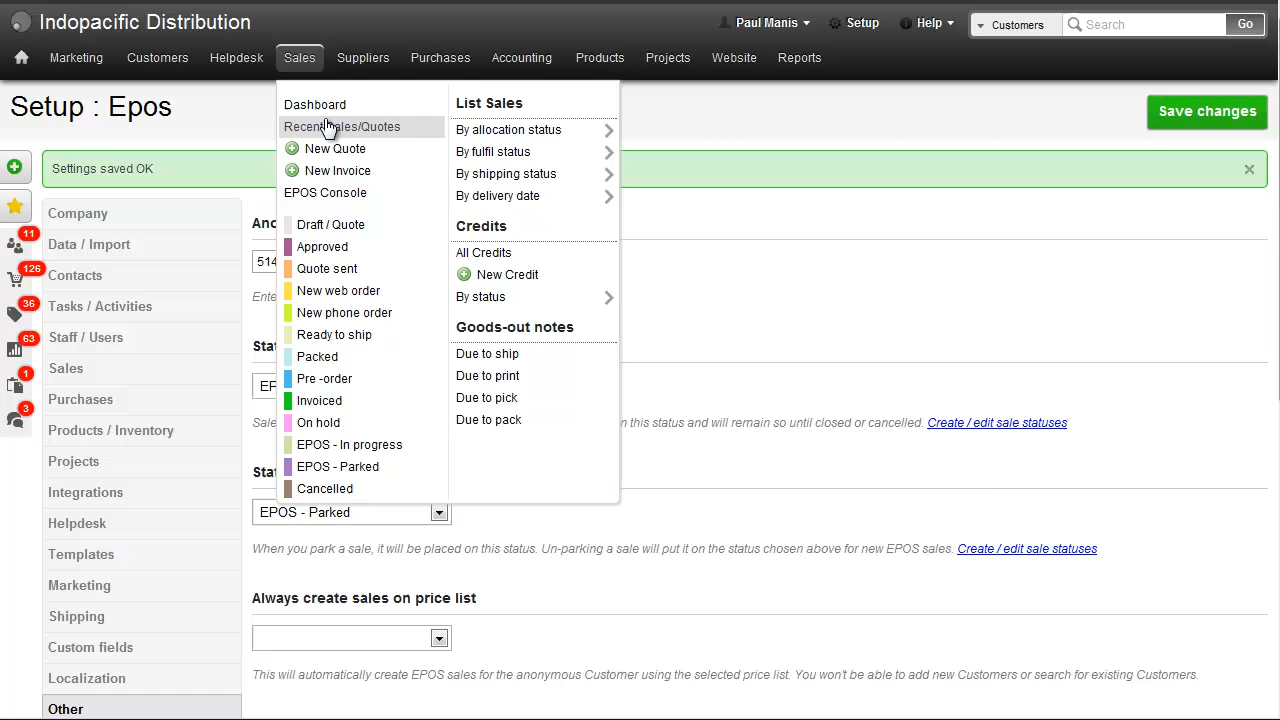 Indopacific Distribution
Paul Manis
Setup
Help
Customers
Search
Go
Marketing
Customers
Helpdesk
Sales
Suppliers
Purchases
Accounting
Products
Projects
Website
Reports
Setup : Epos
Save changes
Settings saved OK
11
126
36
63
1
3
Company
Data / Import
Contacts
Tasks / Activities
Staff / Users
Sales
Purchases
Products / Inventory
Projects
Integrations
Helpdesk
Templates
Marketing
Shipping
Custom fields
Localization
Other
Dashboard
Recent Sales/Quotes
New Quote
New Invoice
EPOS Console
Draft / Quote
Approved
Quote sent
New web order
New phone order
Ready to ship
Packed
Pre -order
Invoiced
On hold
EPOS - In progress
EPOS - Parked
Cancelled
List Sales
By allocation status
By fulfil status
By shipping status
By delivery date
Credits
All Credits
New Credit
By status
Goods-out notes
Due to ship
Due to print
Due to pick
Due to pack
514
n this status and will remain so until closed or cancelled. Create / edit sale statuses
EPOS - Parked
When you park a sale, it will be placed on this status. Un-parking a sale will put it on the status chosen above for new EPOS sales. Create / edit sale statuses
Always create sales on price list
This will automatically create EPOS sales for the anonymous Customer using the selected price list. You won't be able to add new Customers or search for existing Customers.